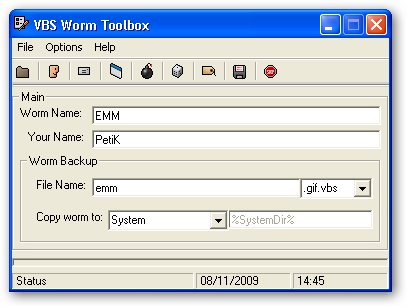 VBS Worm Toolbox
File Options Help
Main
Worm Name: EMM
Your Name: PetiK
Worm Backup
File Name: emm .gif.vbs
Copy worm to: System %SystemDir%
Status 08/11/2009 14:45